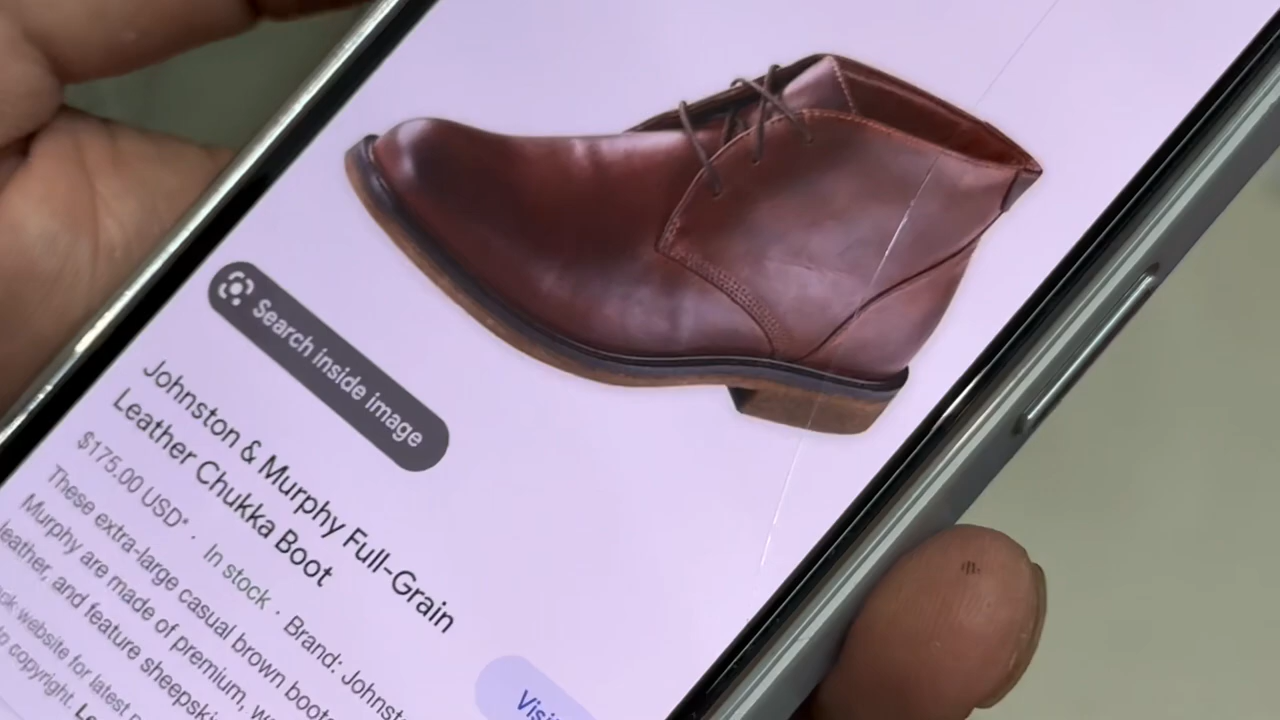 Search inside image
Johnston & Murphy Full-Grain
Leather Chukka Boot
$175.00 USD* · In stock · Brand: Johnst
These extra-large casual brown boots
Murphy are made of premium,
leather, and feature sheepski
website for latest
copyright.
Visi